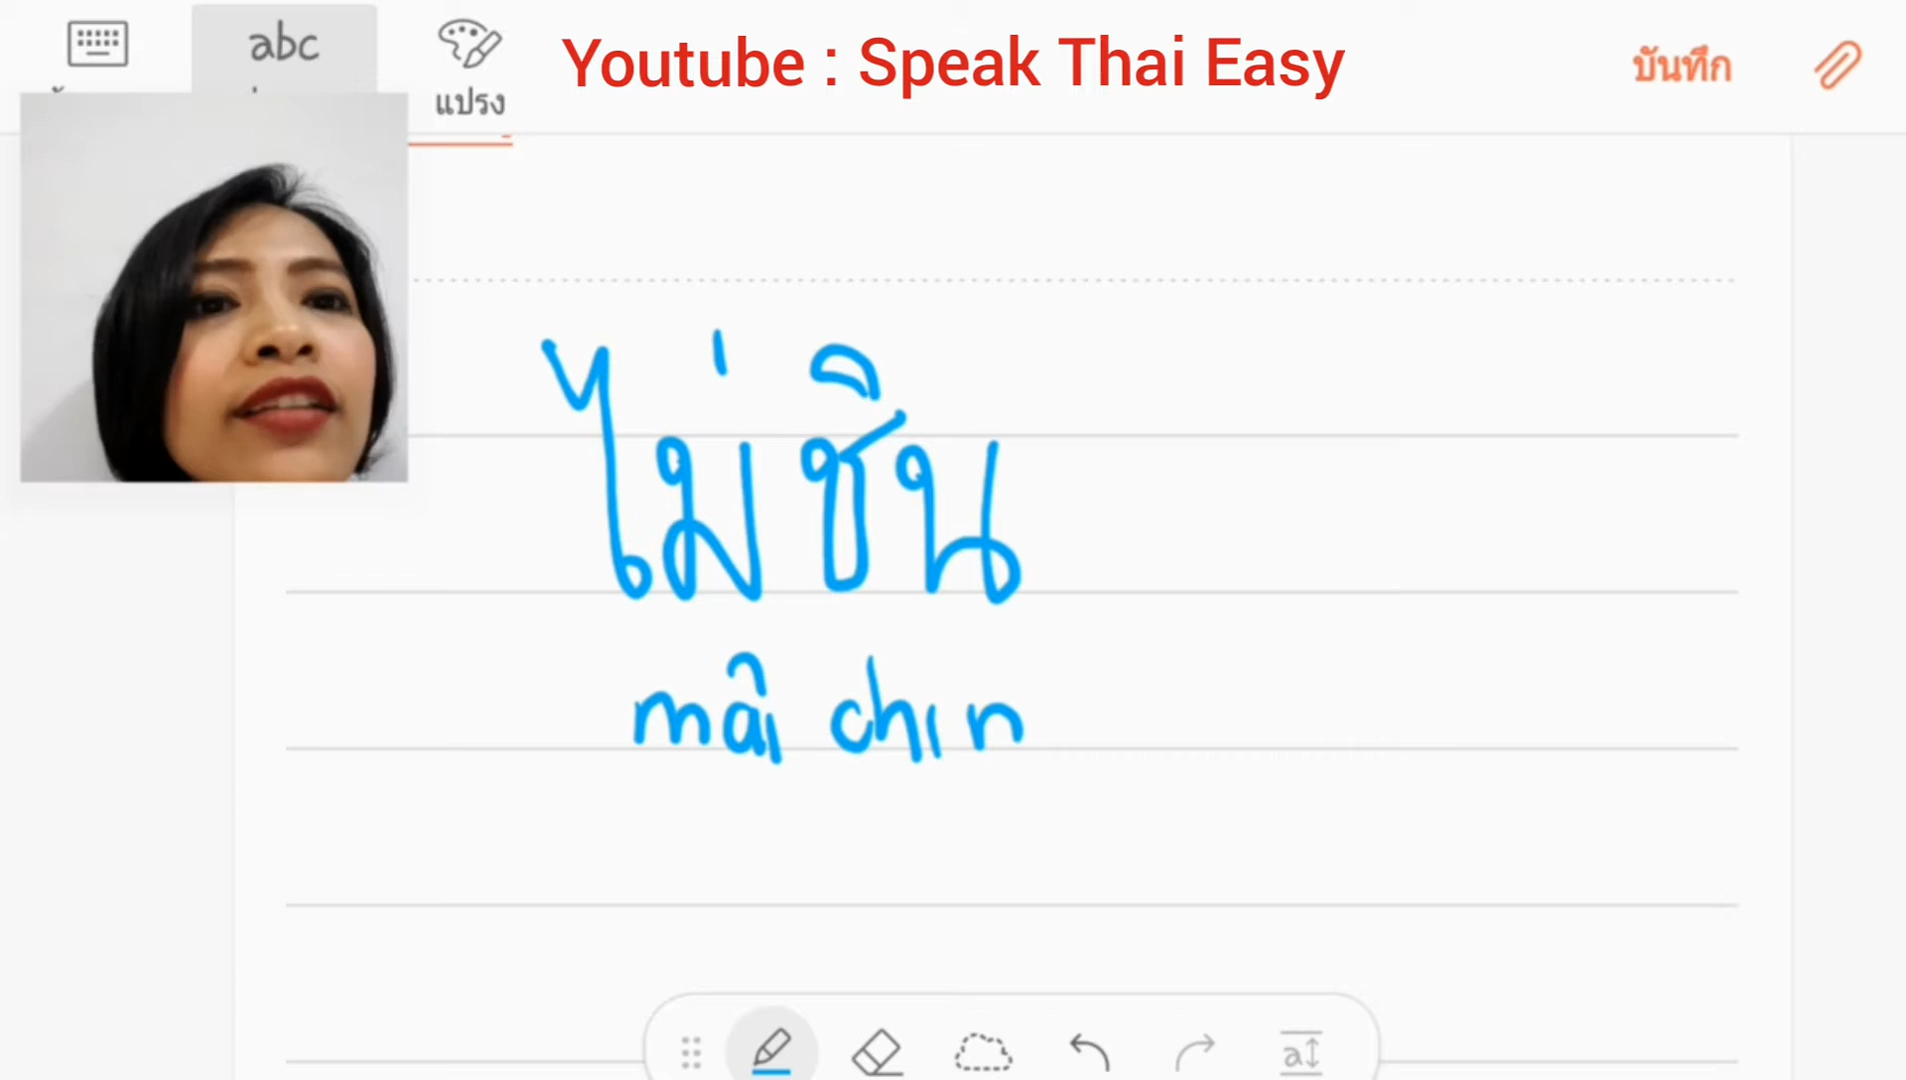 abc
Youtube : Speak Thai Easy
บันทึก
แปรง
ไม่ชิน
mâi chin
a